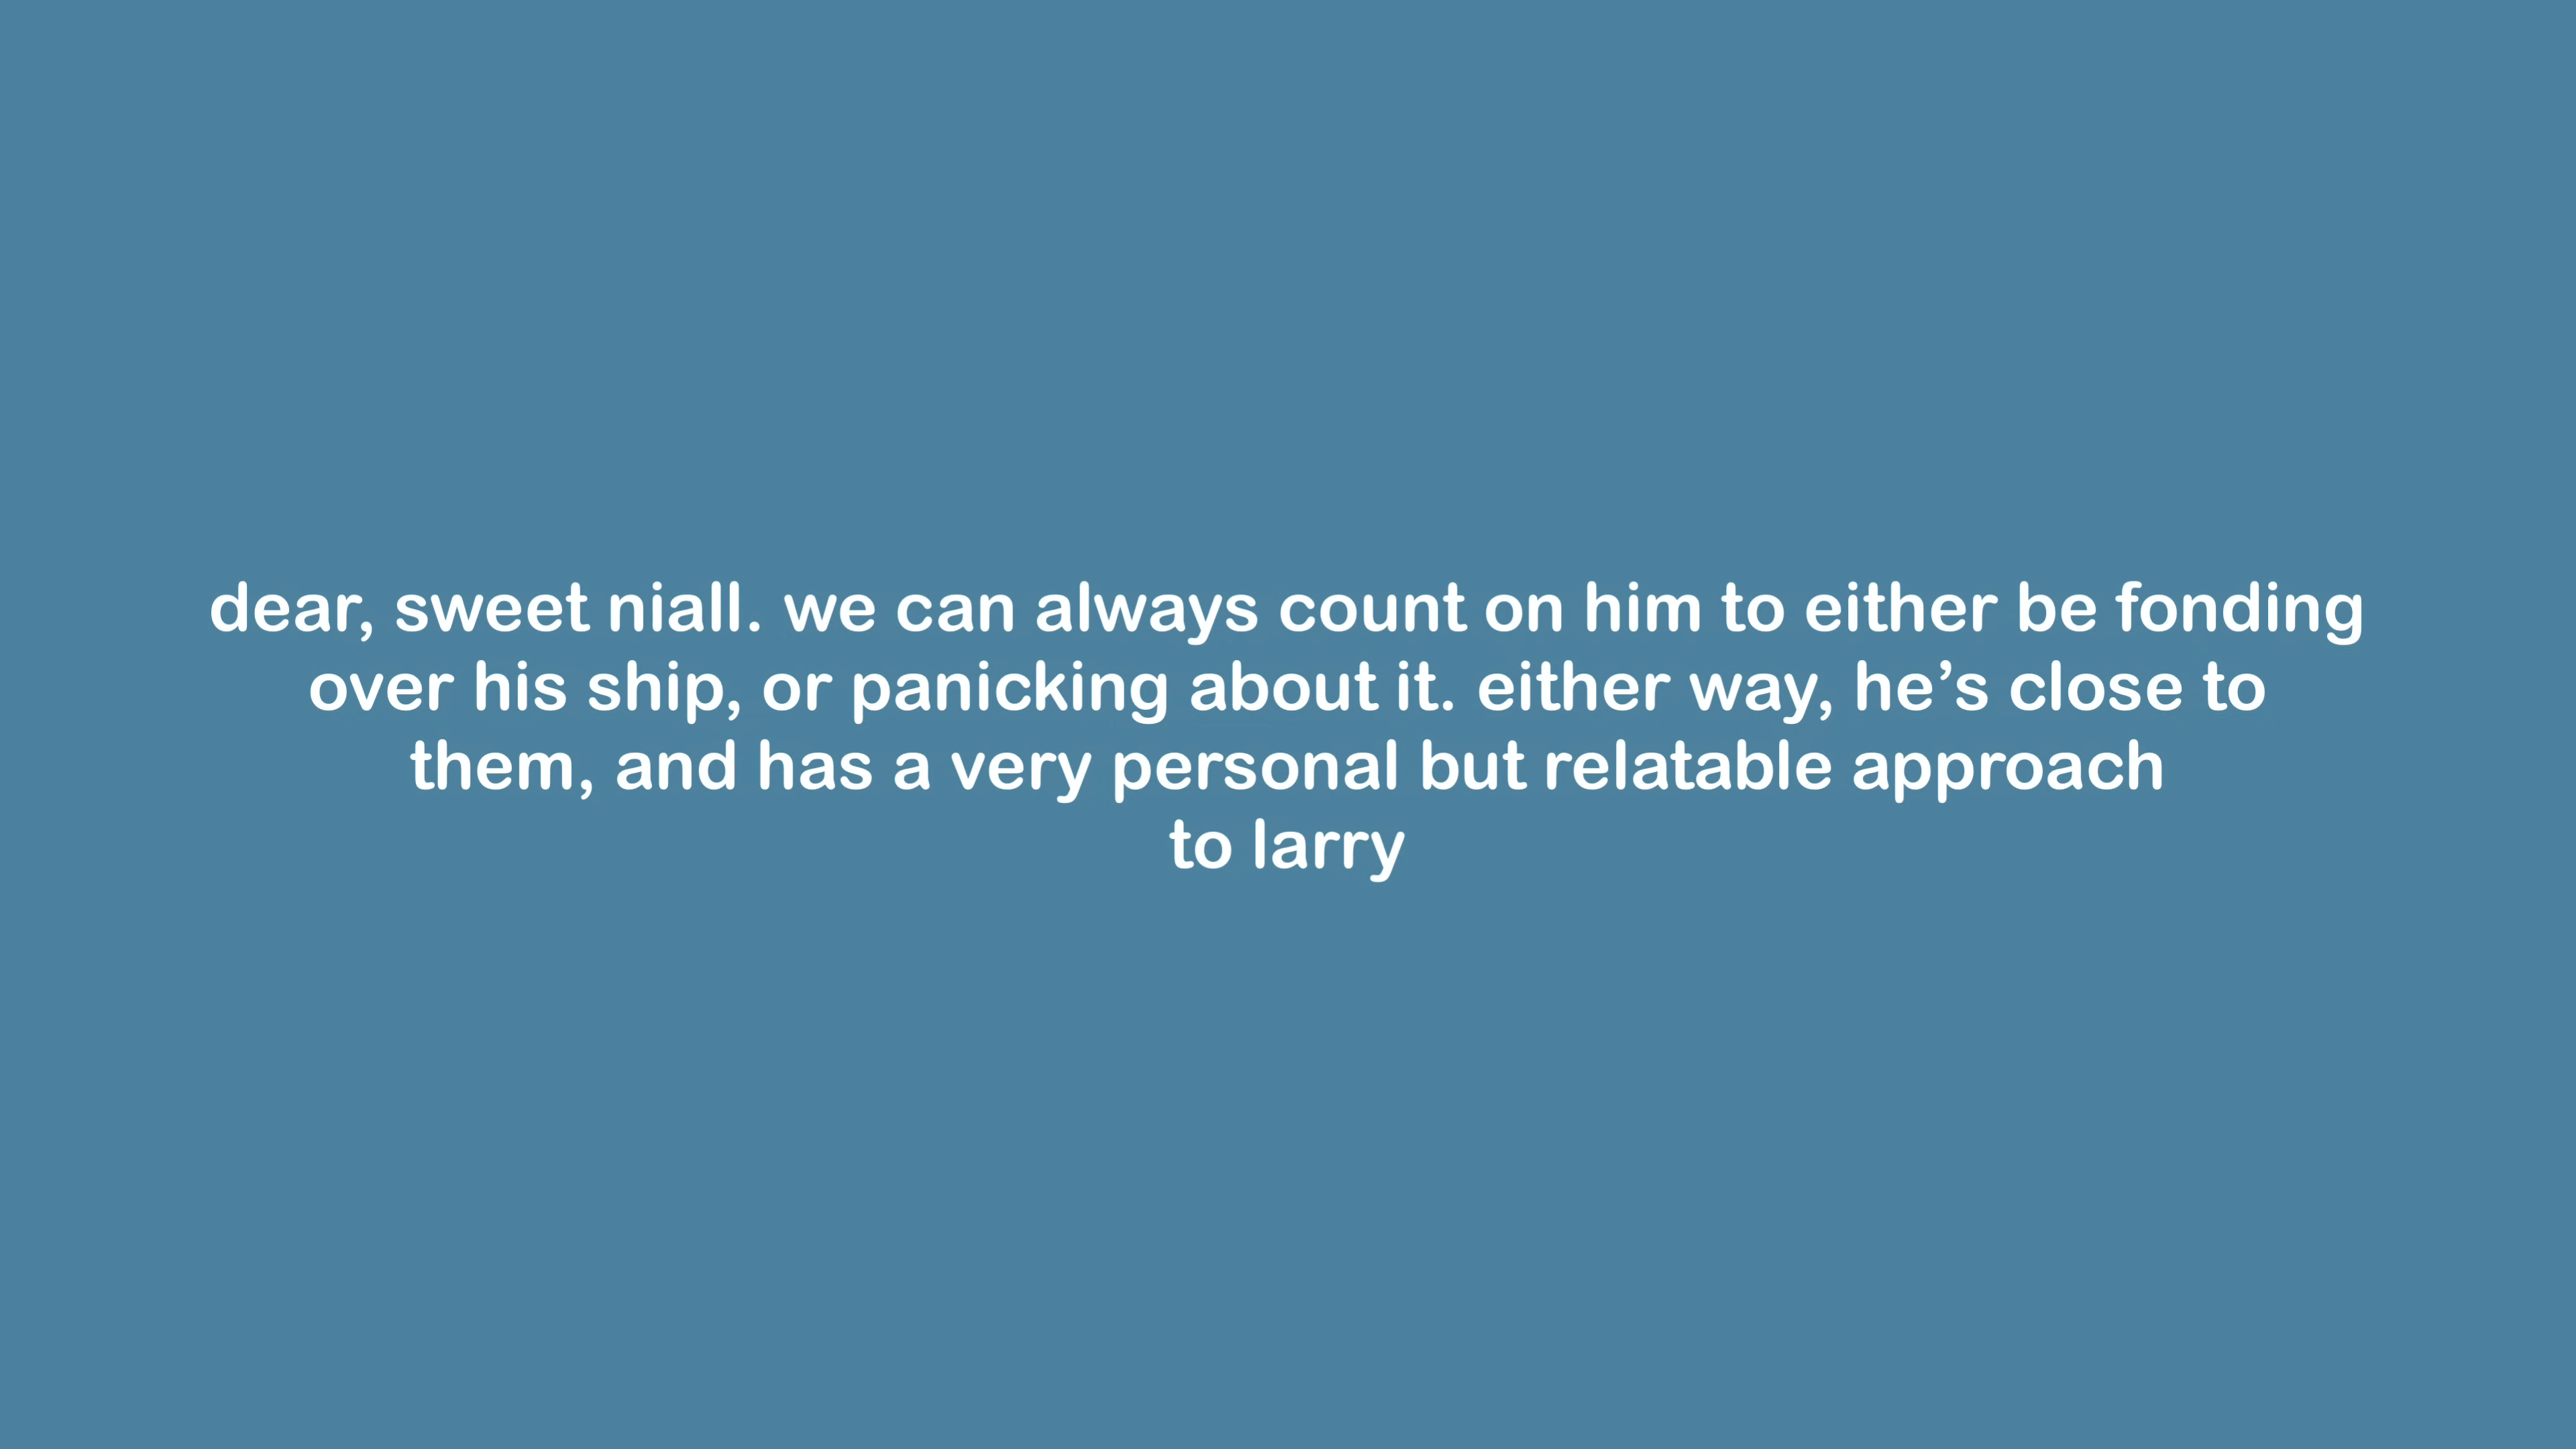 dear, sweet niall. we can always count on him to either be fonding
over his ship, or panicking about it. either way, he’s close to
them, and has a very personal but relatable approach
to larry